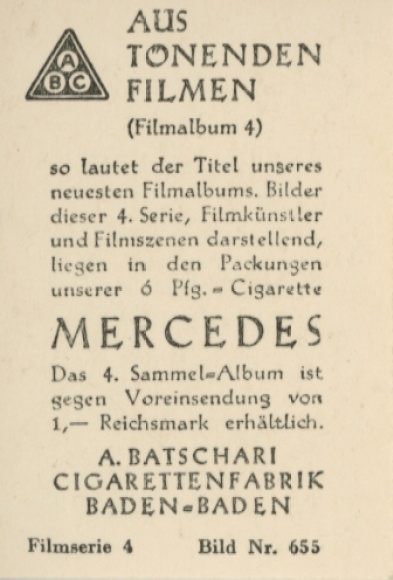 AUS
TÖNENDEN
FILMEN
A
B C
(Filmalbum 4)
so lautet der Titel unseres
neuesten Filmalbums. Bilder
dieser 4. Serie, Filmkünstler
und Filmszenen darstellend,
liegen in den Packungen
unserer 6 Pfg.=Cigarette
MERCEDES
Das 4. Sammel=Album ist
gegen Voreinsendung von
1,— Reichsmark erhältlich.
A. BATSCHARI
CIGARETTENFABRIK
BADEN=BADEN
Filmserie 4 Bild Nr. 655